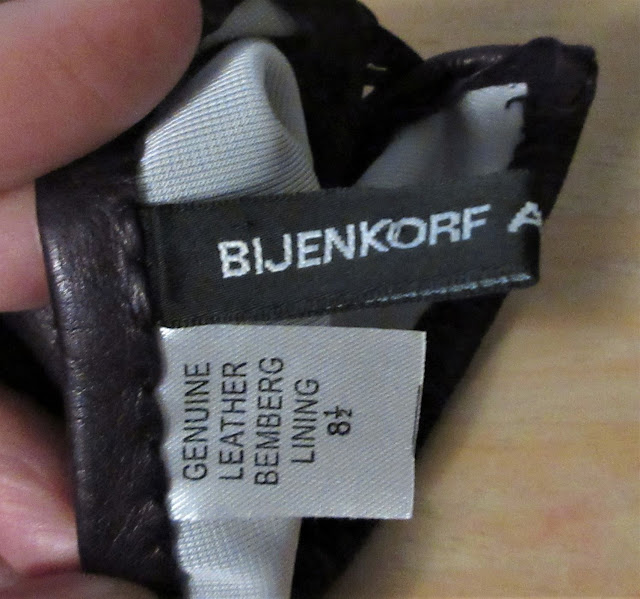 BIJENKORF A
GENUINE
LEATHER
BEMBERG
LINING
8½